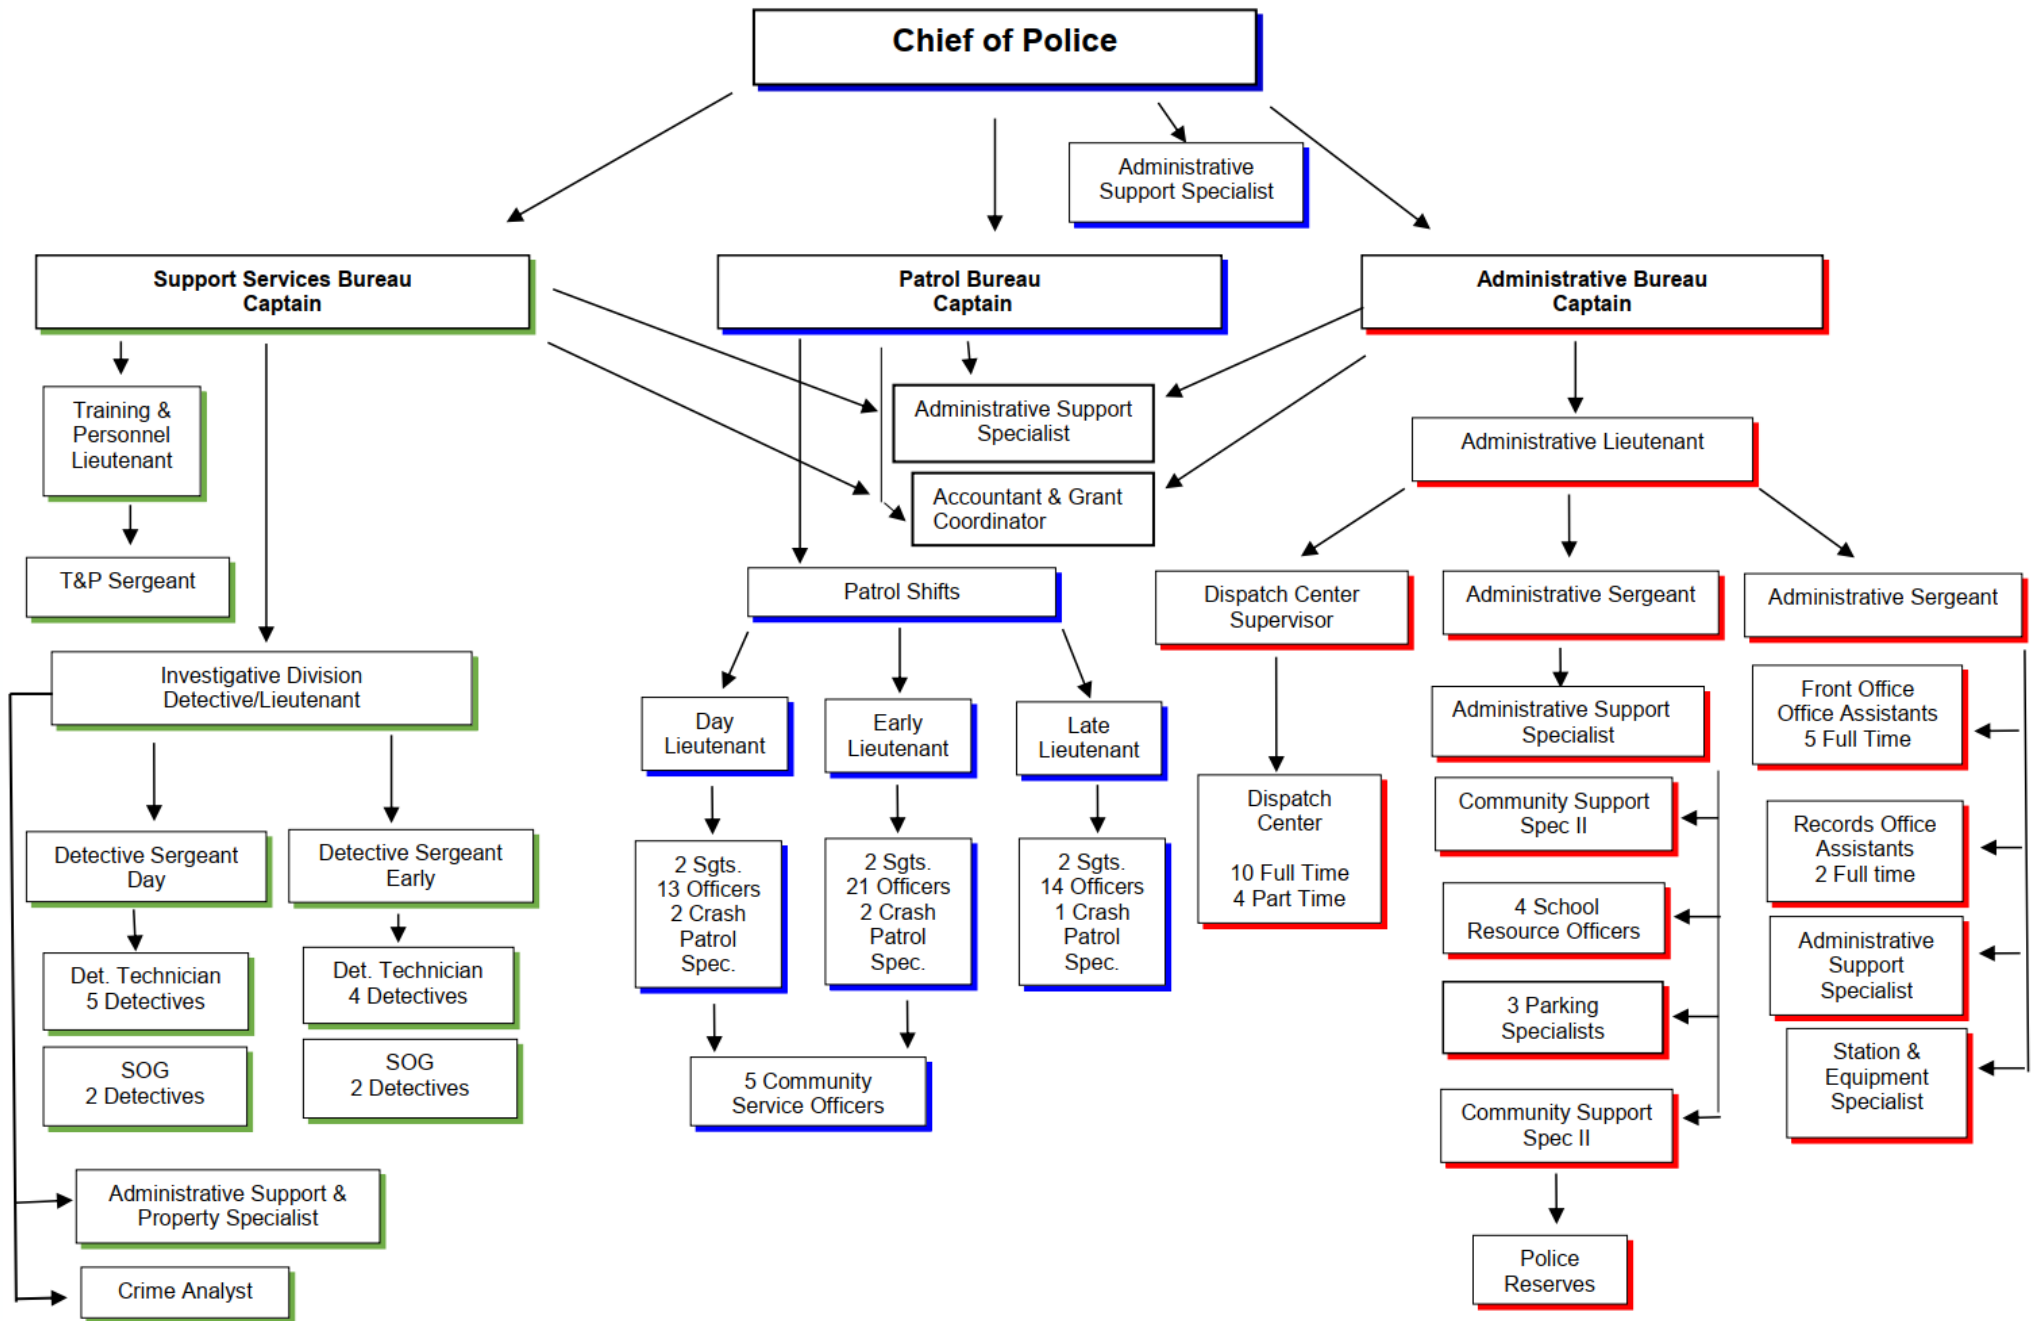 Chief of Police
Administrative
Support Specialist
Support Services Bureau
Captain
Patrol Bureau
Captain
Administrative Bureau
Captain
Training &
Personnel
Lieutenant
T&P Sergeant
Investigative Division
Detective/Lieutenant
Detective Sergeant
Day
Detective Sergeant
Early
Det. Technician
5 Detectives
Det. Technician
4 Detectives
SOG
2 Detectives
SOG
2 Detectives
Administrative Support &
Property Specialist
Crime Analyst
Administrative Support
Specialist
Accountant & Grant
Coordinator
Patrol Shifts
Day
Lieutenant
Early
Lieutenant
Late
Lieutenant
2 Sgts.
13 Officers
2 Crash
Patrol
Spec.
2 Sgts.
21 Officers
2 Crash
Patrol
Spec.
2 Sgts.
14 Officers
1 Crash
Patrol
Spec.
5 Community
Service Officers
Administrative Lieutenant
Dispatch Center
Supervisor
Dispatch
Center
10 Full Time
4 Part Time
Administrative Sergeant
Administrative Support
Specialist
Community Support
Spec II
4 School
Resource Officers
3 Parking
Specialists
Community Support
Spec II
Police
Reserves
Administrative Sergeant
Front Office
Office Assistants
5 Full Time
Records Office
Assistants
2 Full time
Administrative
Support
Specialist
Station &
Equipment
Specialist